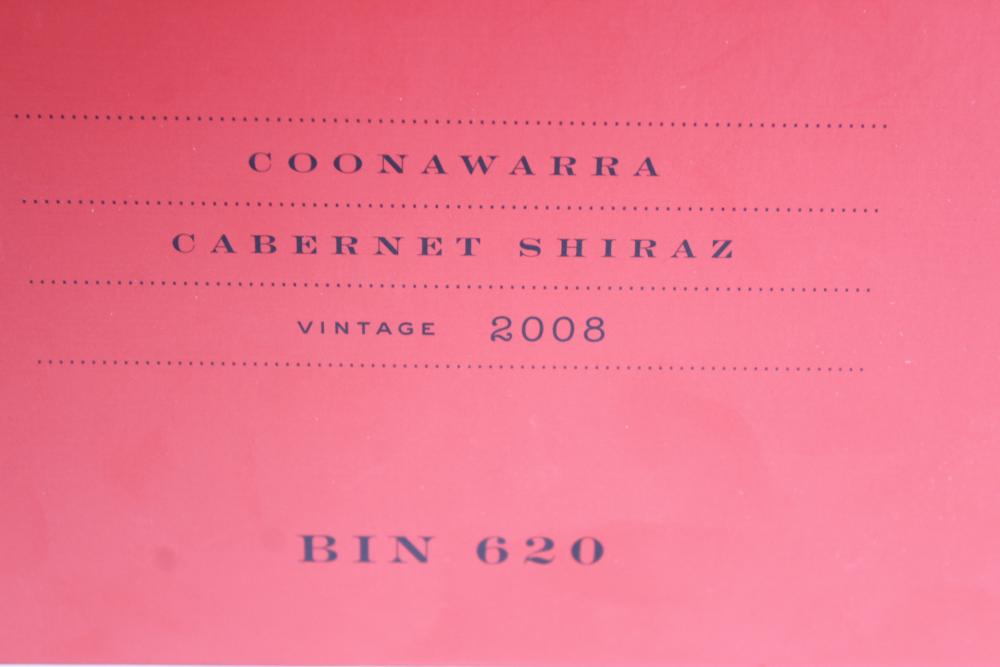 COONAWARRA
CABERNET SHIRAZ
VINTAGE 2008
BIN 620